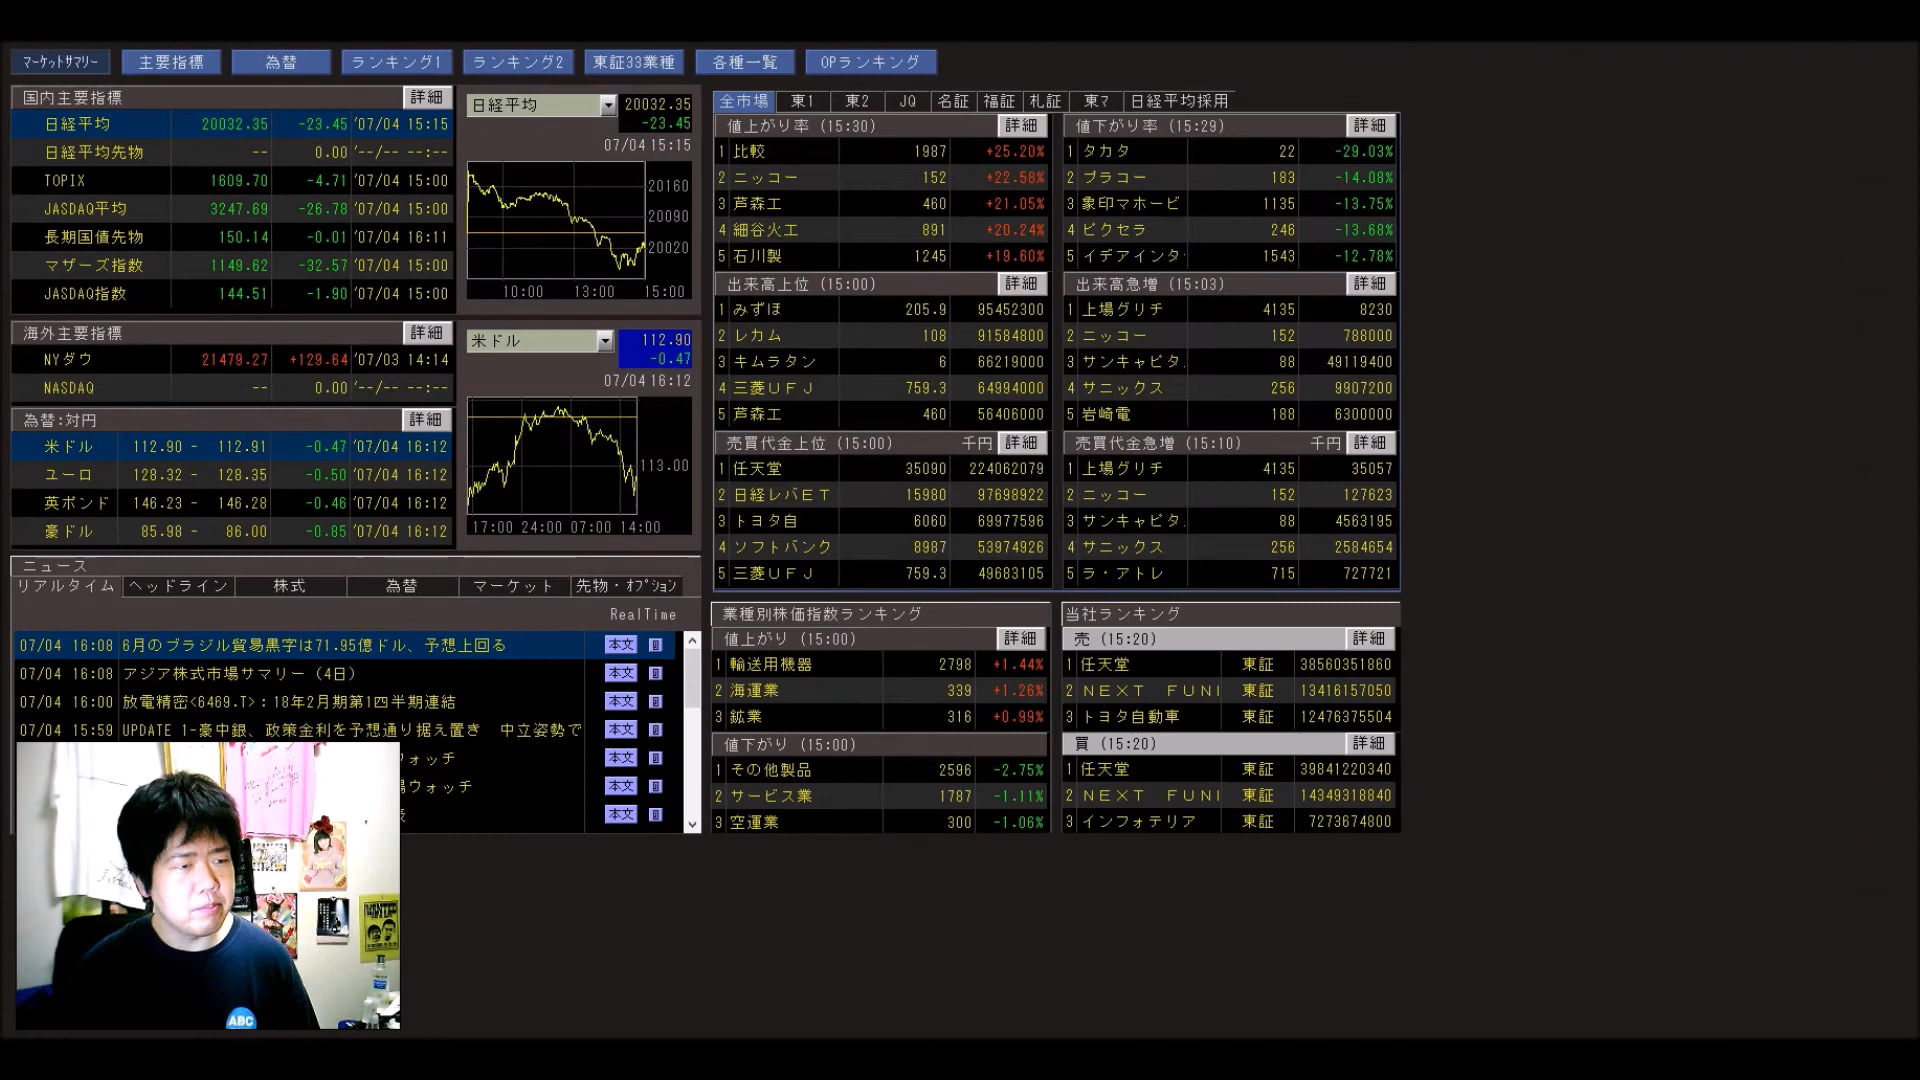 マーケットサマリー 主要指標 為替 ランキング1 ランキング2 東証33業種 各種一覧 OPランキング
国内主要指標 詳細
日経平均 20032.35 -23.45 '07/04 15:15
日経平均先物 -- 0.00 '--/-- --:--
TOPIX 1609.70 -4.71 '07/04 15:00
JASDAQ平均 3247.69 -26.78 '07/04 15:00
長期国債先物 150.14 -0.01 '07/04 16:11
マザーズ指数 1149.62 -32.57 '07/04 15:00
JASDAQ指数 144.51 -1.90 '07/04 15:00
海外主要指標 詳細
NYダウ 21479.27 +129.64 '07/03 14:14
NASDAQ -- 0.00 '--/-- --:--
為替:対円 詳細
米ドル 112.90 - 112.91 -0.47 '07/04 16:12
ユーロ 128.32 - 128.35 -0.50 '07/04 16:12
英ポンド 146.23 - 146.28 -0.46 '07/04 16:12
豪ドル 85.98 - 86.00 -0.85 '07/04 16:12
日経平均 20032.35
-23.45
07/04 15:15
20160
20090
20020
10:00 13:00 15:00
米ドル 112.90
-0.47
07/04 16:12
113.00
17:00 24:00 07:00 14:00
ニュース
リアルタイム ヘッドライン 株式 為替 マーケット 先物・オプション
RealTime
07/04 16:08 6月のブラジル貿易黒字は71.95億ドル、予想上回る 本文
07/04 16:08 アジア株式市場サマリー (4日) 本文
07/04 16:00 放電精密<6469.T>:18年2月期第1四半期連結 本文
07/04 15:59 UPDATE 1-豪中銀、政策金利を予想通り据え置き 中立姿勢で 本文
ウォッチ 本文
場ウォッチ 本文
本文
ABC
全市場 東1 東2 JQ 名証 福証 札証 東マ 日経平均採用
値上がり率 (15:30) 詳細
1 比較 1987 +25.20%
2 ニッコー 152 +22.58%
3 芦森工 460 +21.05%
4 細谷火工 891 +20.24%
5 石川製 1245 +19.60%
値下がり率 (15:29) 詳細
1 タカタ 22 -29.03%
2 プラコー 183 -14.08%
3 象印マホービ 1135 -13.75%
4 ビクセラ 246 -13.68%
5 イデアインタ 1543 -12.78%
出来高上位 (15:00) 詳細
1 みずほ 205.9 95452300
2 レカム 108 91584800
3 キムラタン 6 66219000
4 三菱UFJ 759.3 64994000
5 芦森工 460 56406000
出来高急増 (15:03) 詳細
1 上場グリチ 4135 8230
2 ニッコー 152 788000
3 サンキャピタ. 88 49119400
4 サニックス 256 9907200
5 岩崎電 188 6300000
売買代金上位 (15:00) 千円 詳細
1 任天堂 35090 224062079
2 日経レバET 15980 97698922
3 トヨタ自 6060 69977596
4 ソフトバンク 8987 53974926
5 三菱UFJ 759.3 49683105
売買代金急増 (15:10) 千円 詳細
1 上場グリチ 4135 35057
2 ニッコー 152 127623
3 サンキャピタ. 88 4563195
4 サニックス 256 2584654
5 ラ・アトレ 715 727721
業種別株価指数ランキング
値上がり (15:00) 詳細
1 輸送用機器 2798 +1.44%
2 海運業 339 +1.26%
3 鉱業 316 +0.99%
値下がり (15:00)
1 その他製品 2596 -2.75%
2 サービス業 1787 -1.11%
3 空運業 300 -1.06%
当社ランキング
売 (15:20) 詳細
1 任天堂 東証 38560351860
2 NEXT FUNI 東証 13416157050
3 トヨタ自動車 東証 12476375504
買 (15:20) 詳細
1 任天堂 東証 39841220340
2 NEXT FUNI 東証 14349318840
3 インフォテリア 東証 7273674800